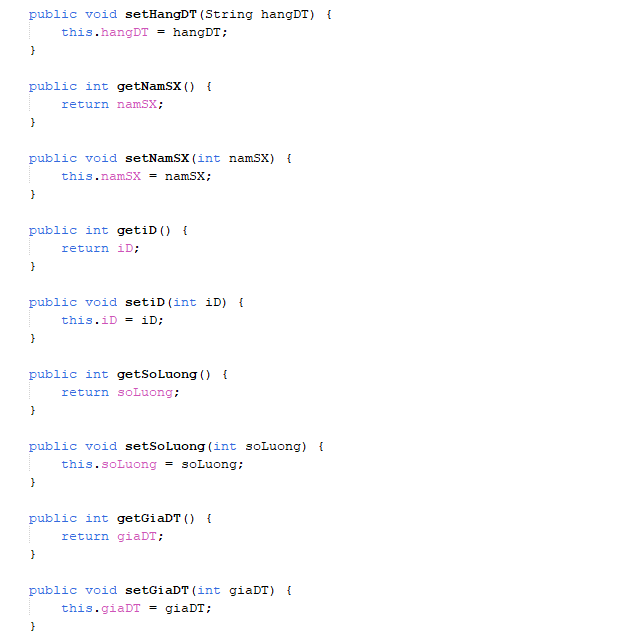 public void setHangDT(String hangDT) {
    this.hangDT = hangDT;
}

public int getNamSX() {
    return namSX;
}

public void setNamSX(int namSX) {
    this.namSX = namSX;
}

public int getiD() {
    return iD;
}

public void setiD(int iD) {
    this.iD = iD;
}

public int getSoLuong() {
    return soLuong;
}

public void setSoLuong(int soLuong) {
    this.soLuong = soLuong;
}

public int getGiaDT() {
    return giaDT;
}

public void setGiaDT(int giaDT) {
    this.giaDT = giaDT;
}